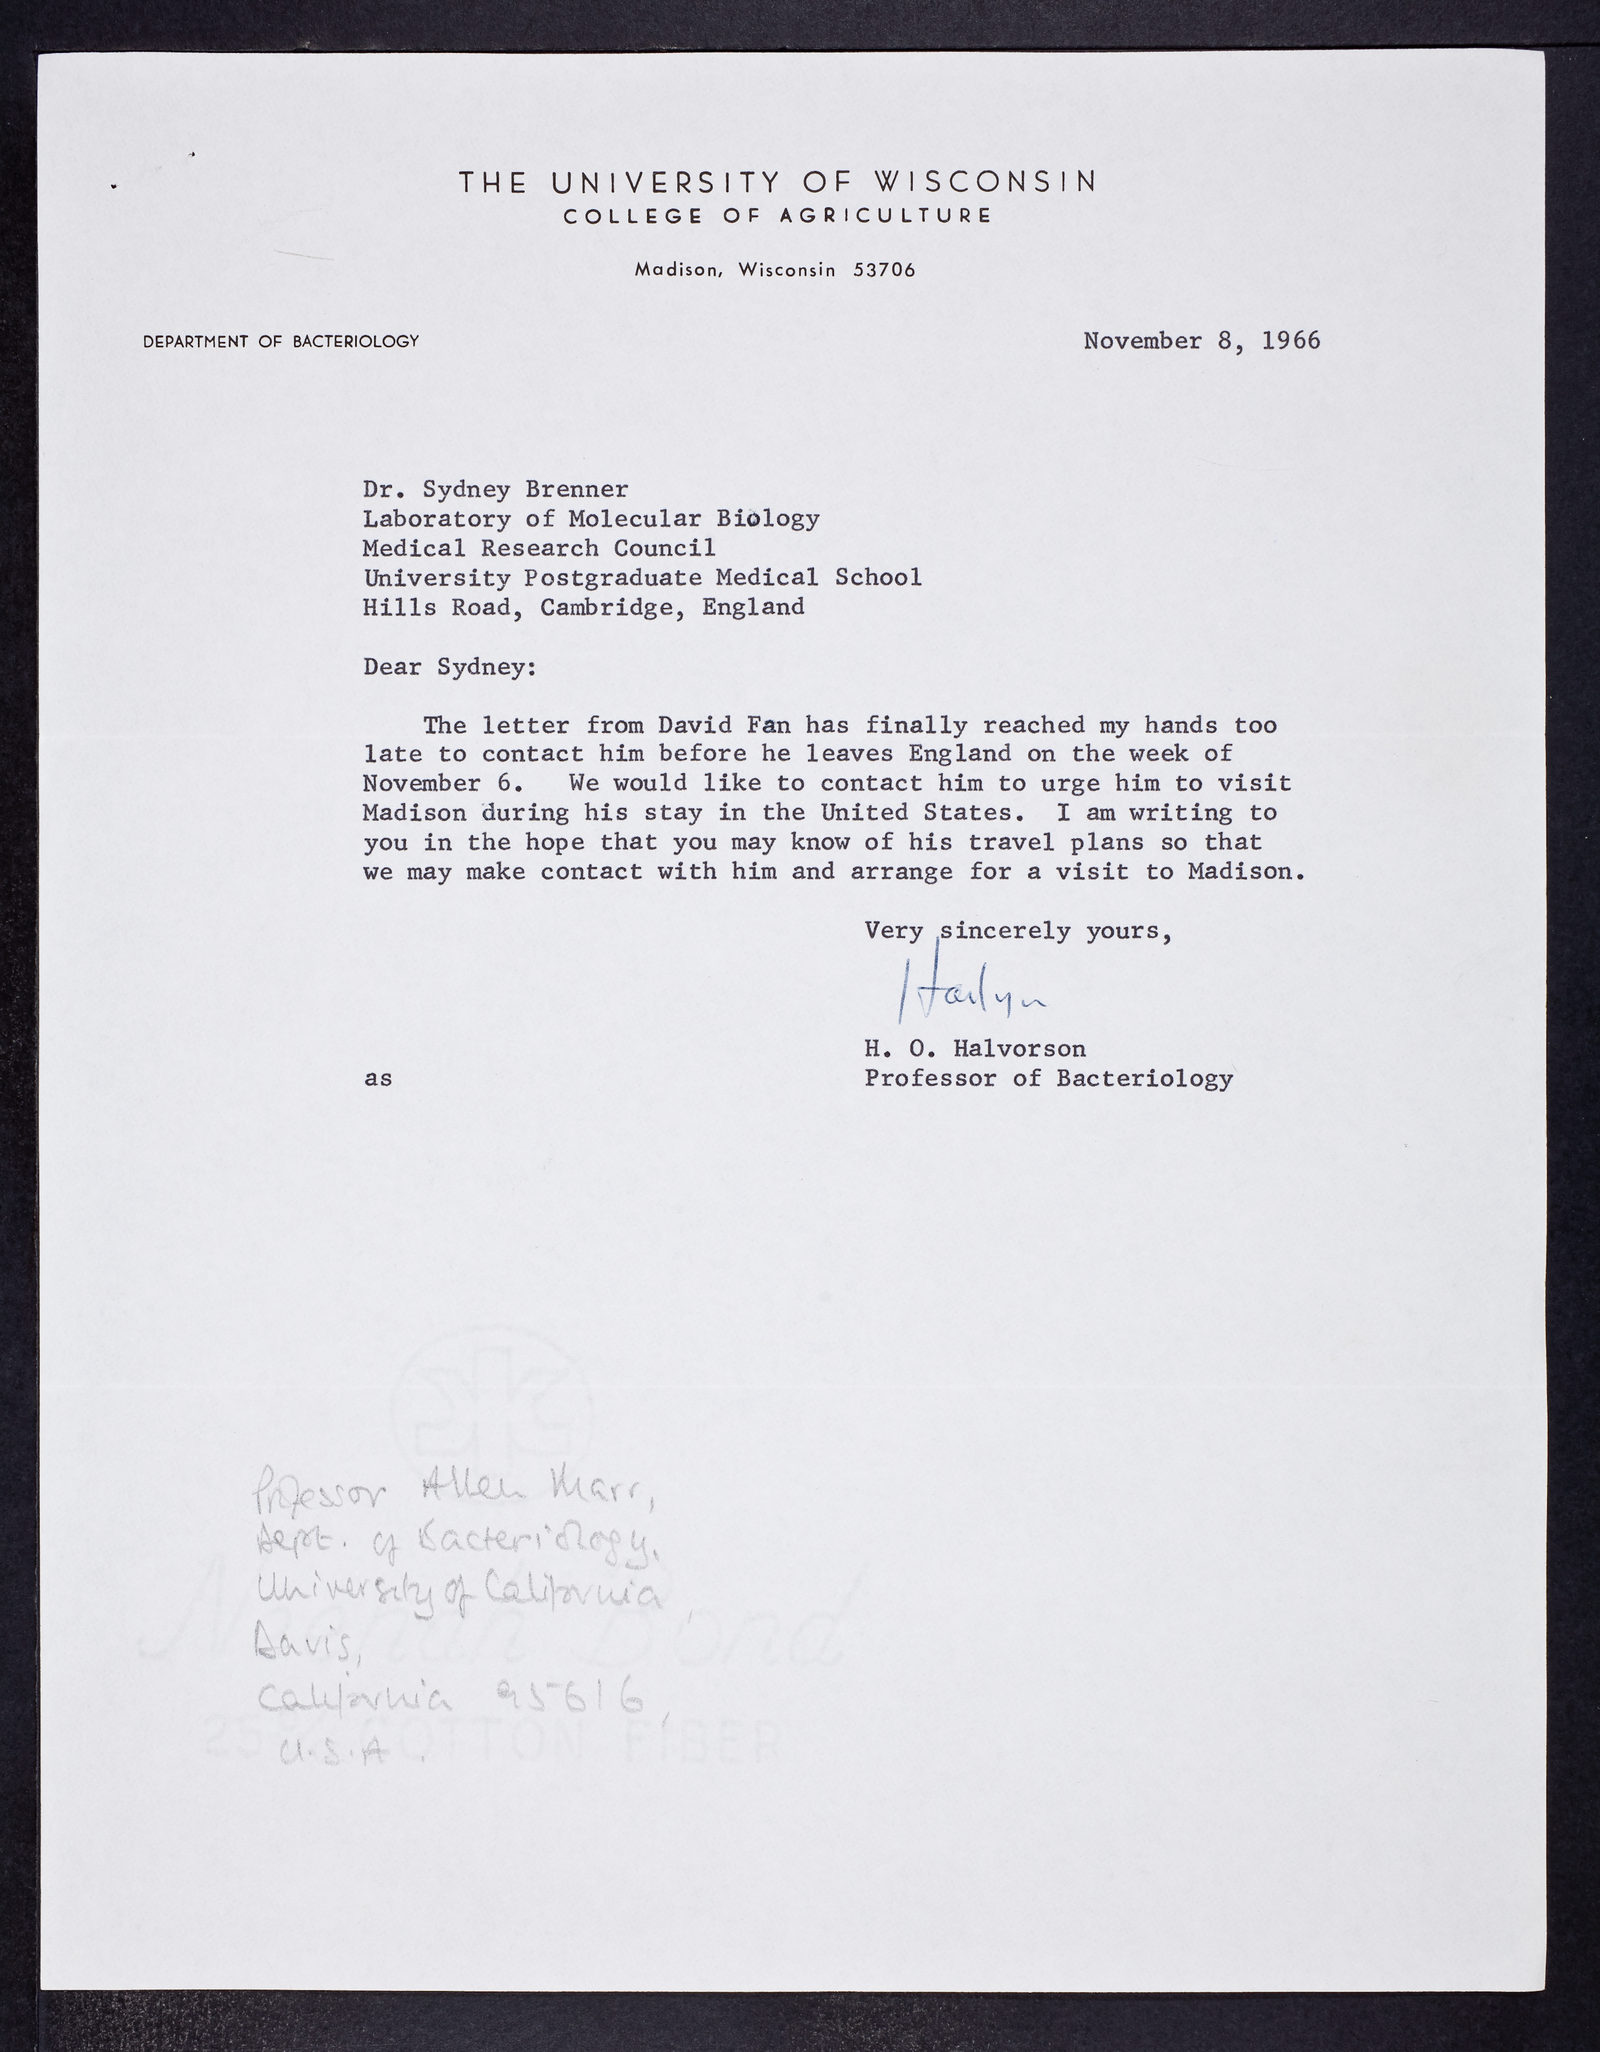 THE UNIVERSITY OF WISCONSIN
COLLEGE OF AGRICULTURE
Madison, Wisconsin 53706
DEPARTMENT OF BACTERIOLOGY
November 8, 1966
Dr. Sydney Brenner
Laboratory of Molecular Biology
Medical Research Council
University Postgraduate Medical School
Hills Road, Cambridge, England
Dear Sydney:
The letter from David Fan has finally reached my hands too
late to contact him before he leaves England on the week of
November 6. We would like to contact him to urge him to visit
Madison during his stay in the United States. I am writing to
you in the hope that you may know of his travel plans so that
we may make contact with him and arrange for a visit to Madison.
Very sincerely yours,
Harlyn
H. O. Halvorson
as
Professor of Bacteriology
Professor Allen Marr,
Dept. of Bacteriology,
University of California,
Davis,
California 95616,
U.S.A.
Bond
25% COTTON FIBER